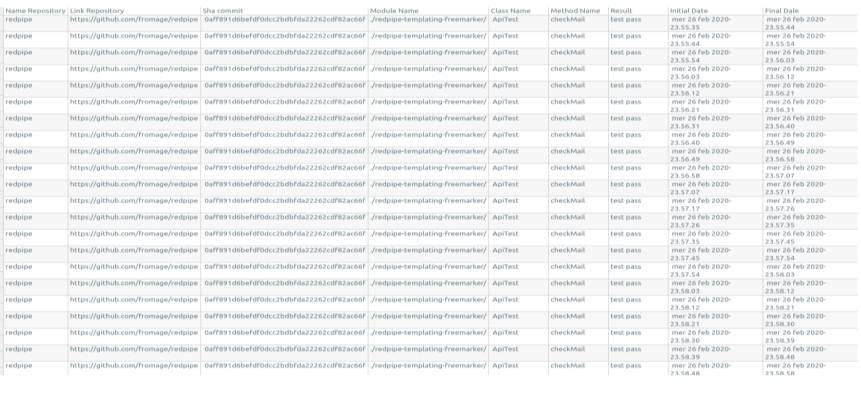 Name Repository Link Repository Sha commit Module Name Class Name Method Name Result Initial Date Final Date
redpipe https://github.com/fromage/redpipe 0aff891d6befdf0dcc2bdbfda22262cdf82ac66f ./redpipe-templating-freemarker/ ApiTest checkMail test pass mer 26 feb 2020- mer 26 feb 2020-
23.55.35 23.55.44
redpipe https://github.com/fromage/redpipe 0aff891d6befdf0dcc2bdbfda22262cdf82ac66f ./redpipe-templating-freemarker/ ApiTest checkMail test pass mer 26 feb 2020- mer 26 feb 2020-
23.55.44 23.55.54
redpipe https://github.com/fromage/redpipe 0aff891d6befdf0dcc2bdbfda22262cdf82ac66f ./redpipe-templating-freemarker/ ApiTest checkMail test pass mer 26 feb 2020- mer 26 feb 2020-
23.55.54 23.56.03
redpipe https://github.com/fromage/redpipe 0aff891d6befdf0dcc2bdbfda22262cdf82ac66f ./redpipe-templating-freemarker/ ApiTest checkMail test pass mer 26 feb 2020- mer 26 feb 2020-
23.56.03 23.56.12
redpipe https://github.com/fromage/redpipe 0aff891d6befdf0dcc2bdbfda22262cdf82ac66f ./redpipe-templating-freemarker/ ApiTest checkMail test pass mer 26 feb 2020- mer 26 feb 2020-
23.56.12 23.56.21
redpipe https://github.com/fromage/redpipe 0aff891d6befdf0dcc2bdbfda22262cdf82ac66f ./redpipe-templating-freemarker/ ApiTest checkMail test pass mer 26 feb 2020- mer 26 feb 2020-
23.56.21 23.56.31
redpipe https://github.com/fromage/redpipe 0aff891d6befdf0dcc2bdbfda22262cdf82ac66f ./redpipe-templating-freemarker/ ApiTest checkMail test pass mer 26 feb 2020- mer 26 feb 2020-
23.56.31 23.56.40
redpipe https://github.com/fromage/redpipe 0aff891d6befdf0dcc2bdbfda22262cdf82ac66f ./redpipe-templating-freemarker/ ApiTest checkMail test pass mer 26 feb 2020- mer 26 feb 2020-
23.56.40 23.56.49
redpipe https://github.com/fromage/redpipe 0aff891d6befdf0dcc2bdbfda22262cdf82ac66f ./redpipe-templating-freemarker/ ApiTest checkMail test pass mer 26 feb 2020- mer 26 feb 2020-
23.56.49 23.56.58
redpipe https://github.com/fromage/redpipe 0aff891d6befdf0dcc2bdbfda22262cdf82ac66f ./redpipe-templating-freemarker/ ApiTest checkMail test pass mer 26 feb 2020- mer 26 feb 2020-
23.56.58 23.57.07
redpipe https://github.com/fromage/redpipe 0aff891d6befdf0dcc2bdbfda22262cdf82ac66f ./redpipe-templating-freemarker/ ApiTest checkMail test pass mer 26 feb 2020- mer 26 feb 2020-
23.57.07 23.57.17
redpipe https://github.com/fromage/redpipe 0aff891d6befdf0dcc2bdbfda22262cdf82ac66f ./redpipe-templating-freemarker/ ApiTest checkMail test pass mer 26 feb 2020- mer 26 feb 2020-
23.57.17 23.57.26
redpipe https://github.com/fromage/redpipe 0aff891d6befdf0dcc2bdbfda22262cdf82ac66f ./redpipe-templating-freemarker/ ApiTest checkMail test pass mer 26 feb 2020- mer 26 feb 2020-
23.57.26 23.57.35
redpipe https://github.com/fromage/redpipe 0aff891d6befdf0dcc2bdbfda22262cdf82ac66f ./redpipe-templating-freemarker/ ApiTest checkMail test pass mer 26 feb 2020- mer 26 feb 2020-
23.57.35 23.57.45
redpipe https://github.com/fromage/redpipe 0aff891d6befdf0dcc2bdbfda22262cdf82ac66f ./redpipe-templating-freemarker/ ApiTest checkMail test pass mer 26 feb 2020- mer 26 feb 2020-
23.57.45 23.57.54
redpipe https://github.com/fromage/redpipe 0aff891d6befdf0dcc2bdbfda22262cdf82ac66f ./redpipe-templating-freemarker/ ApiTest checkMail test pass mer 26 feb 2020- mer 26 feb 2020-
23.57.54 23.58.03
redpipe https://github.com/fromage/redpipe 0aff891d6befdf0dcc2bdbfda22262cdf82ac66f ./redpipe-templating-freemarker/ ApiTest checkMail test pass mer 26 feb 2020- mer 26 feb 2020-
23.58.03 23.58.12
redpipe https://github.com/fromage/redpipe 0aff891d6befdf0dcc2bdbfda22262cdf82ac66f ./redpipe-templating-freemarker/ ApiTest checkMail test pass mer 26 feb 2020- mer 26 feb 2020-
23.58.12 23.58.21
redpipe https://github.com/fromage/redpipe 0aff891d6befdf0dcc2bdbfda22262cdf82ac66f ./redpipe-templating-freemarker/ ApiTest checkMail test pass mer 26 feb 2020- mer 26 feb 2020-
23.58.21 23.58.30
redpipe https://github.com/fromage/redpipe 0aff891d6befdf0dcc2bdbfda22262cdf82ac66f ./redpipe-templating-freemarker/ ApiTest checkMail test pass mer 26 feb 2020- mer 26 feb 2020-
23.58.30 23.58.39
redpipe https://github.com/fromage/redpipe 0aff891d6befdf0dcc2bdbfda22262cdf82ac66f ./redpipe-templating-freemarker/ ApiTest checkMail test pass mer 26 feb 2020- mer 26 feb 2020-
23.58.39 23.58.48
redpipe https://github.com/fromage/redpipe 0aff891d6befdf0dcc2bdbfda22262cdf82ac66f ./redpipe-templating-freemarker/ ApiTest checkMail test pass mer 26 feb 2020- mer 26 feb 2020-
23.58.48 23.58.58